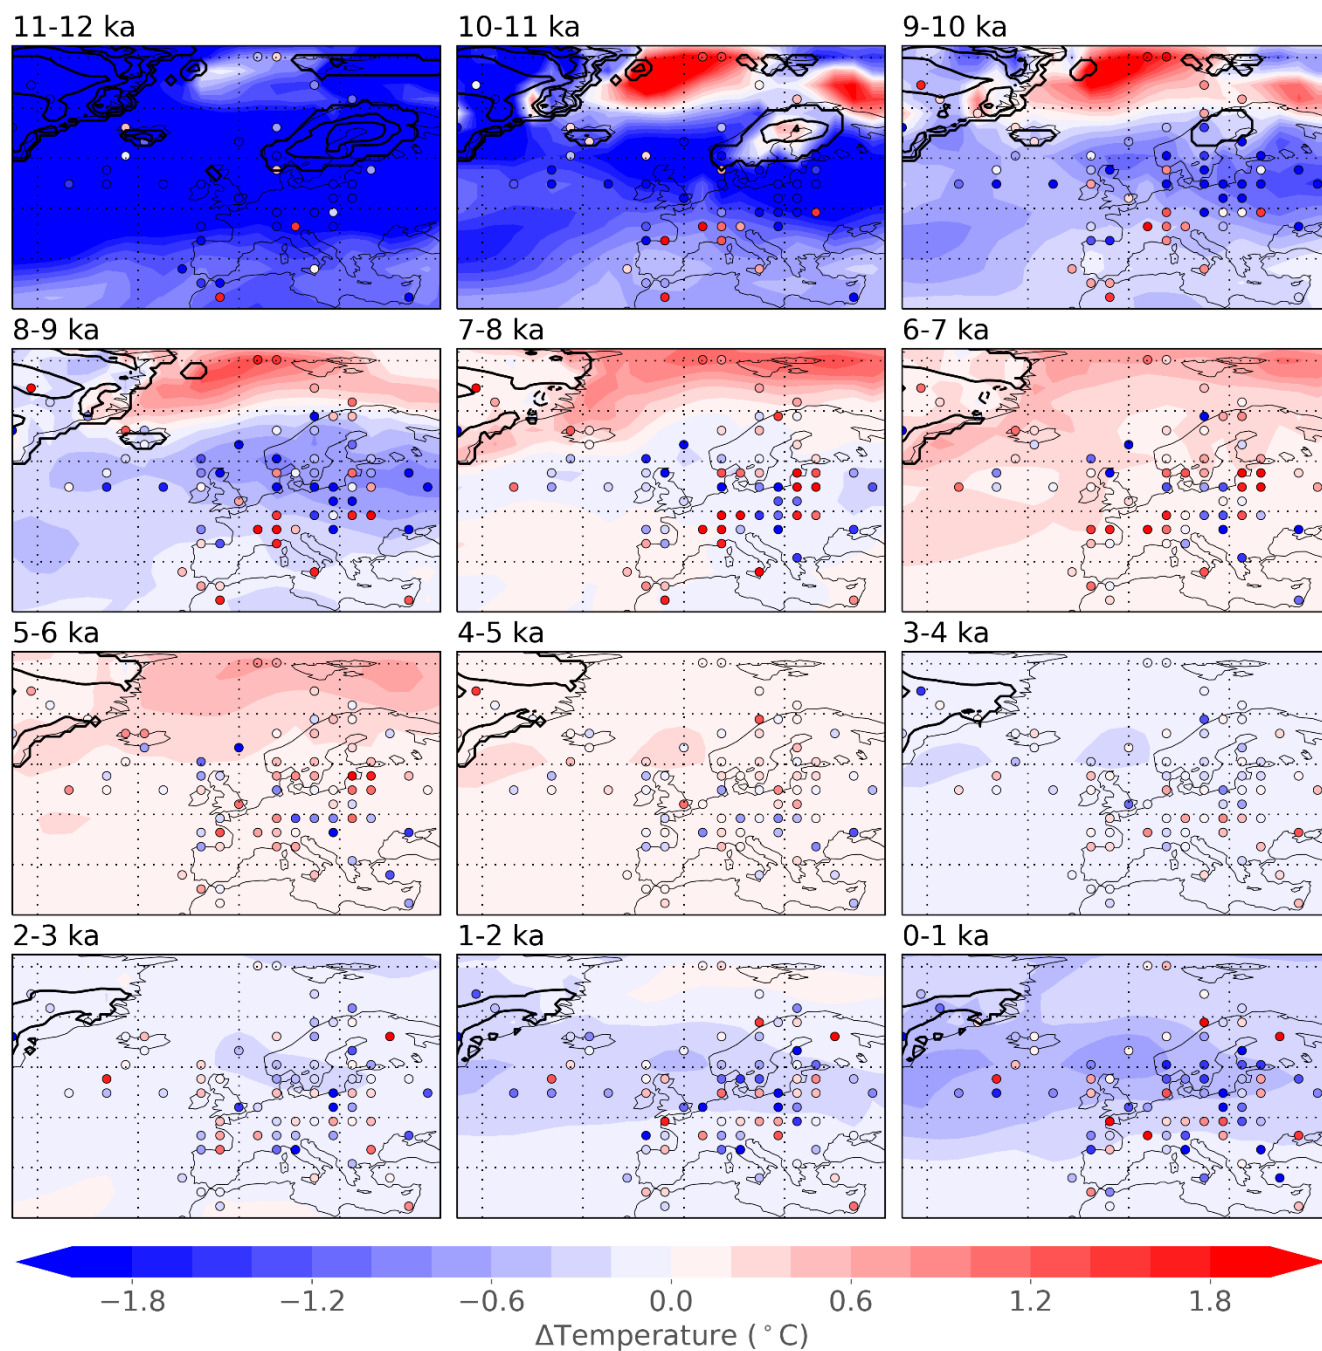 11-12 ka
10-11 ka
9-10 ka
8-9 ka
7-8 ka
6-7 ka
5-6 ka
4-5 ka
3-4 ka
2-3 ka
1-2 ka
0-1 ka
−1.8 −1.2 −0.6 0.0 0.6 1.2 1.8
ΔTemperature (°C)